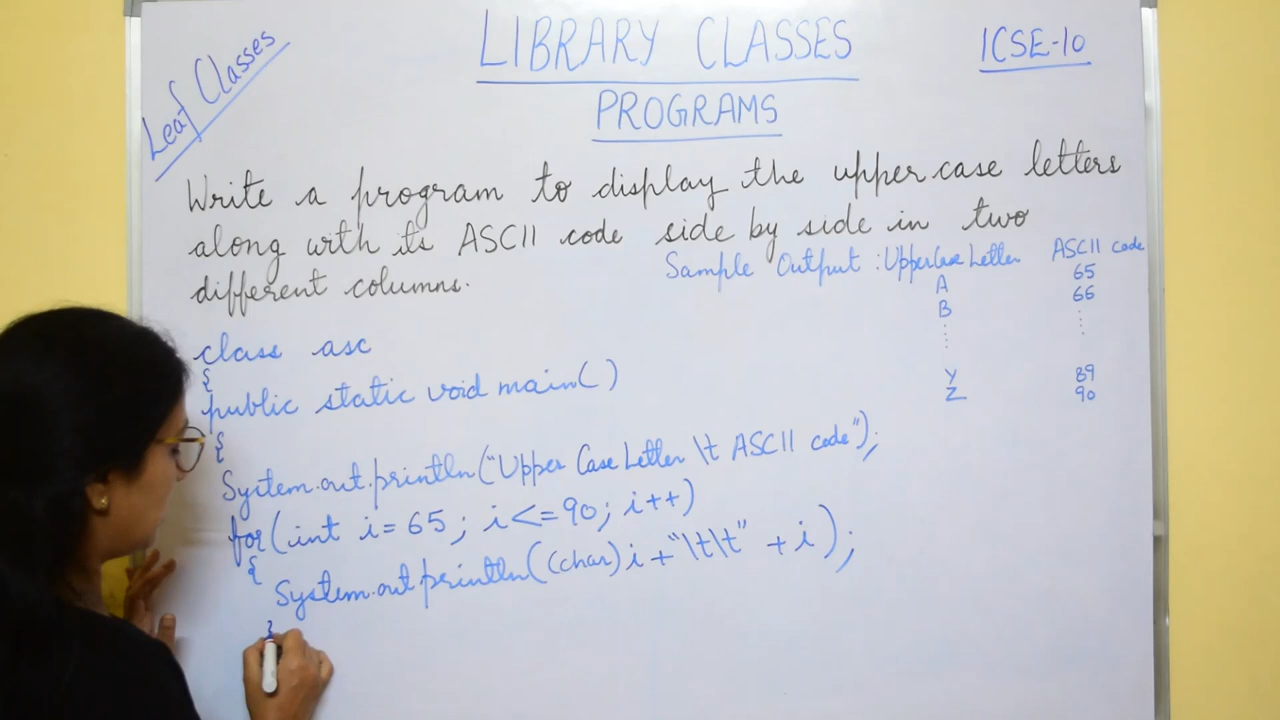 Leaf Classes
LIBRARY CLASSES
ICSE-10
PROGRAMS
Write a program to display the upper case letters
along with its ASCII code side by side in two
different columns.
Sample Output : UpperCase Letter ASCII code
A 65
B 66
⋮ ⋮
Y 89
Z 90
class asc
{
public static void main()
{
System.out.println("Upper Case Letter \t ASCII code");
for(int i=65; i<=90; i++)
{
System.out.println((char)i+"\t\t" +i);
}